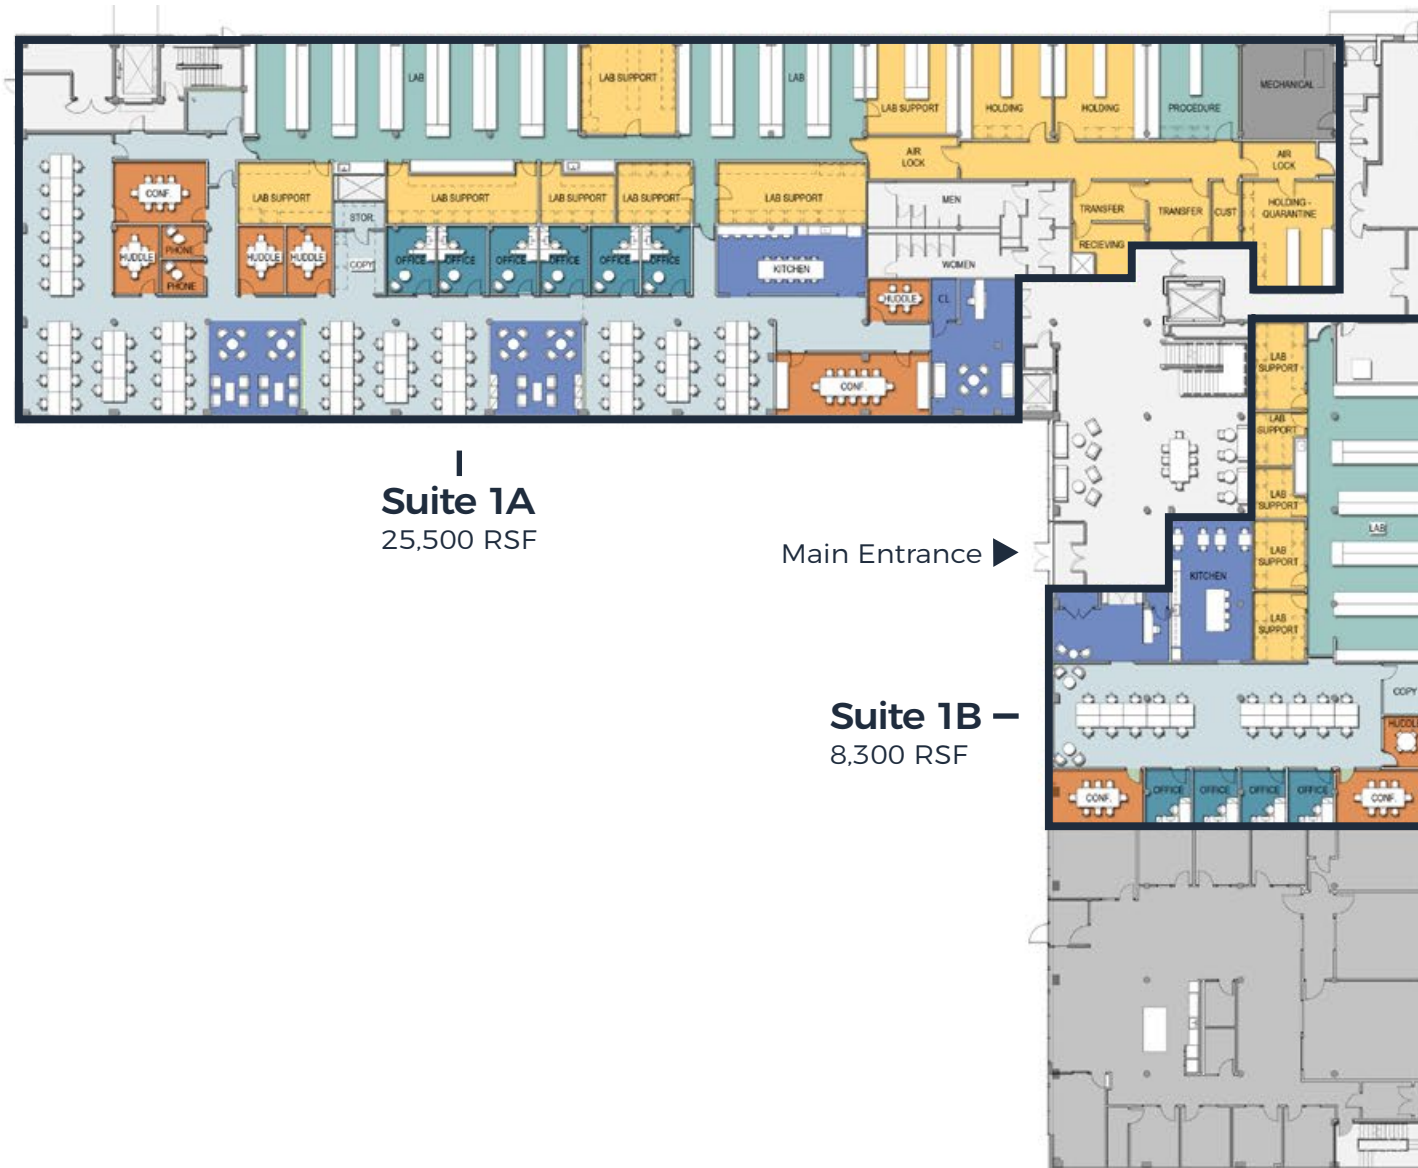 LAB
LAB SUPPORT
LAB
LAB SUPPORT
HOLDING
HOLDING
PROCEDURE
MECHANICAL
AIR
LOCK
AIR
LOCK
CONF.
LAB SUPPORT
STOR.
LAB SUPPORT
LAB SUPPORT
LAB SUPPORT
LAB SUPPORT
MEN
TRANSFER
TRANSFER
CUST
HOLDING -
QUARANTINE
HUDDLE
PHONE
PHONE
HUDDLE
HUDDLE
COPY
OFFICE
OFFICE
OFFICE
OFFICE
OFFICE
OFFICE
KITCHEN
WOMEN
RECIEVING
HUDDLE
CL
CONF.
LAB
SUPPORT
LAB
SUPPORT
LAB
SUPPORT
LAB
SUPPORT
LAB
SUPPORT
LAB
KITCHEN
Suite 1A
25,500 RSF
Main Entrance
Suite 1B
8,300 RSF
COPY
HUDDLE
CONF.
OFFICE
OFFICE
OFFICE
OFFICE
CONF.